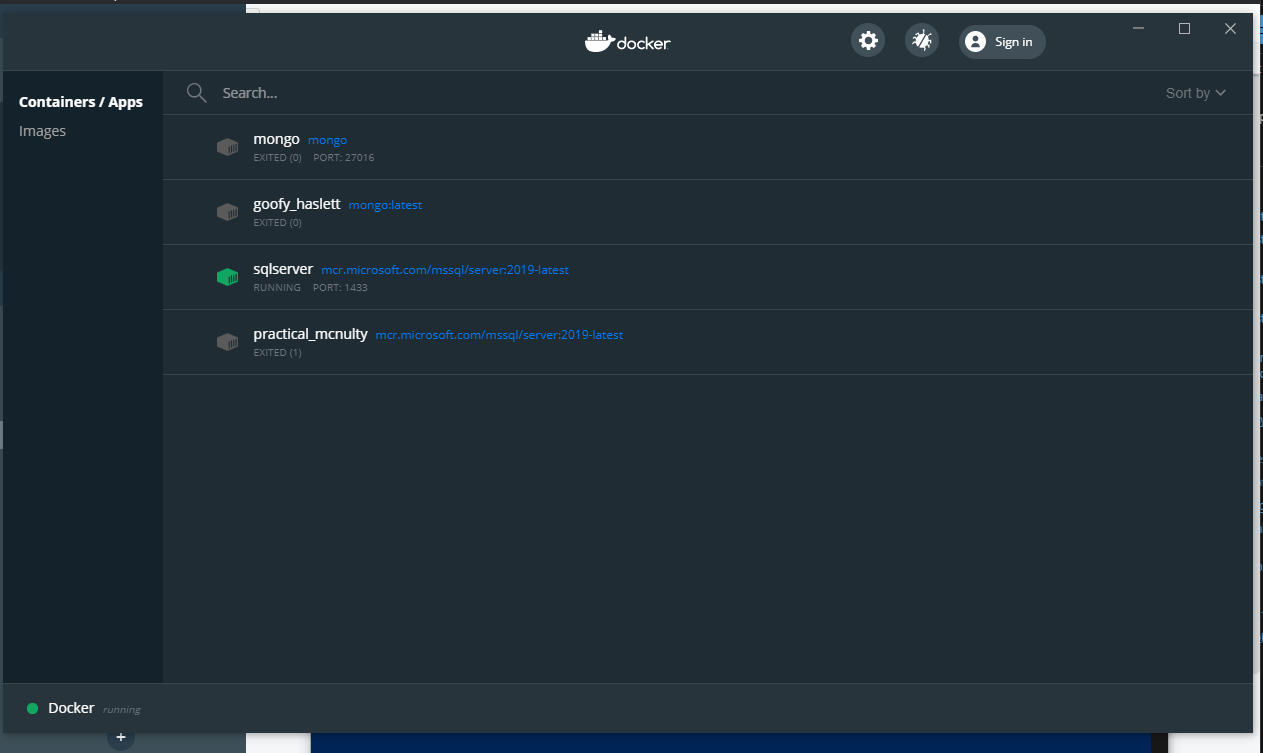 docker
Sign in
Containers / Apps
Images
Search...
Sort by
mongo mongo
EXITED (0) PORT: 27016
goofy_haslett mongo:latest
EXITED (0)
sqlserver mcr.microsoft.com/mssql/server:2019-latest
RUNNING PORT: 1433
practical_mcnulty mcr.microsoft.com/mssql/server:2019-latest
EXITED (1)
Docker running
+